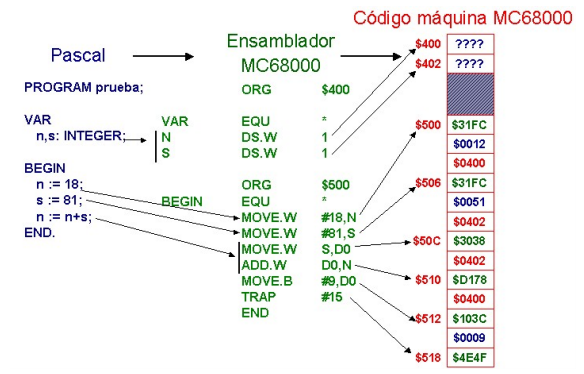 Código máquina MC68000
Pascal
Ensamblador
MC68000
PROGRAM prueba;
VAR
n,s: INTEGER;
BEGIN
n := 18;
s := 81;
n := n+s;
END.
ORG $400
VAR EQU *
N DS.W 1
S DS.W 1
ORG $500
BEGIN EQU *
MOVE.W #18,N
MOVE.W #81,S
MOVE.W S,D0
ADD.W D0,N
MOVE.B #9,D0
TRAP #15
END
$400 ????
$402 ????
$500 $31FC
$0012
$0400
$506 $31FC
$0051
$0402
$50C $3038
$0402
$510 $D178
$0400
$512 $103C
$0009
$518 $4E4F